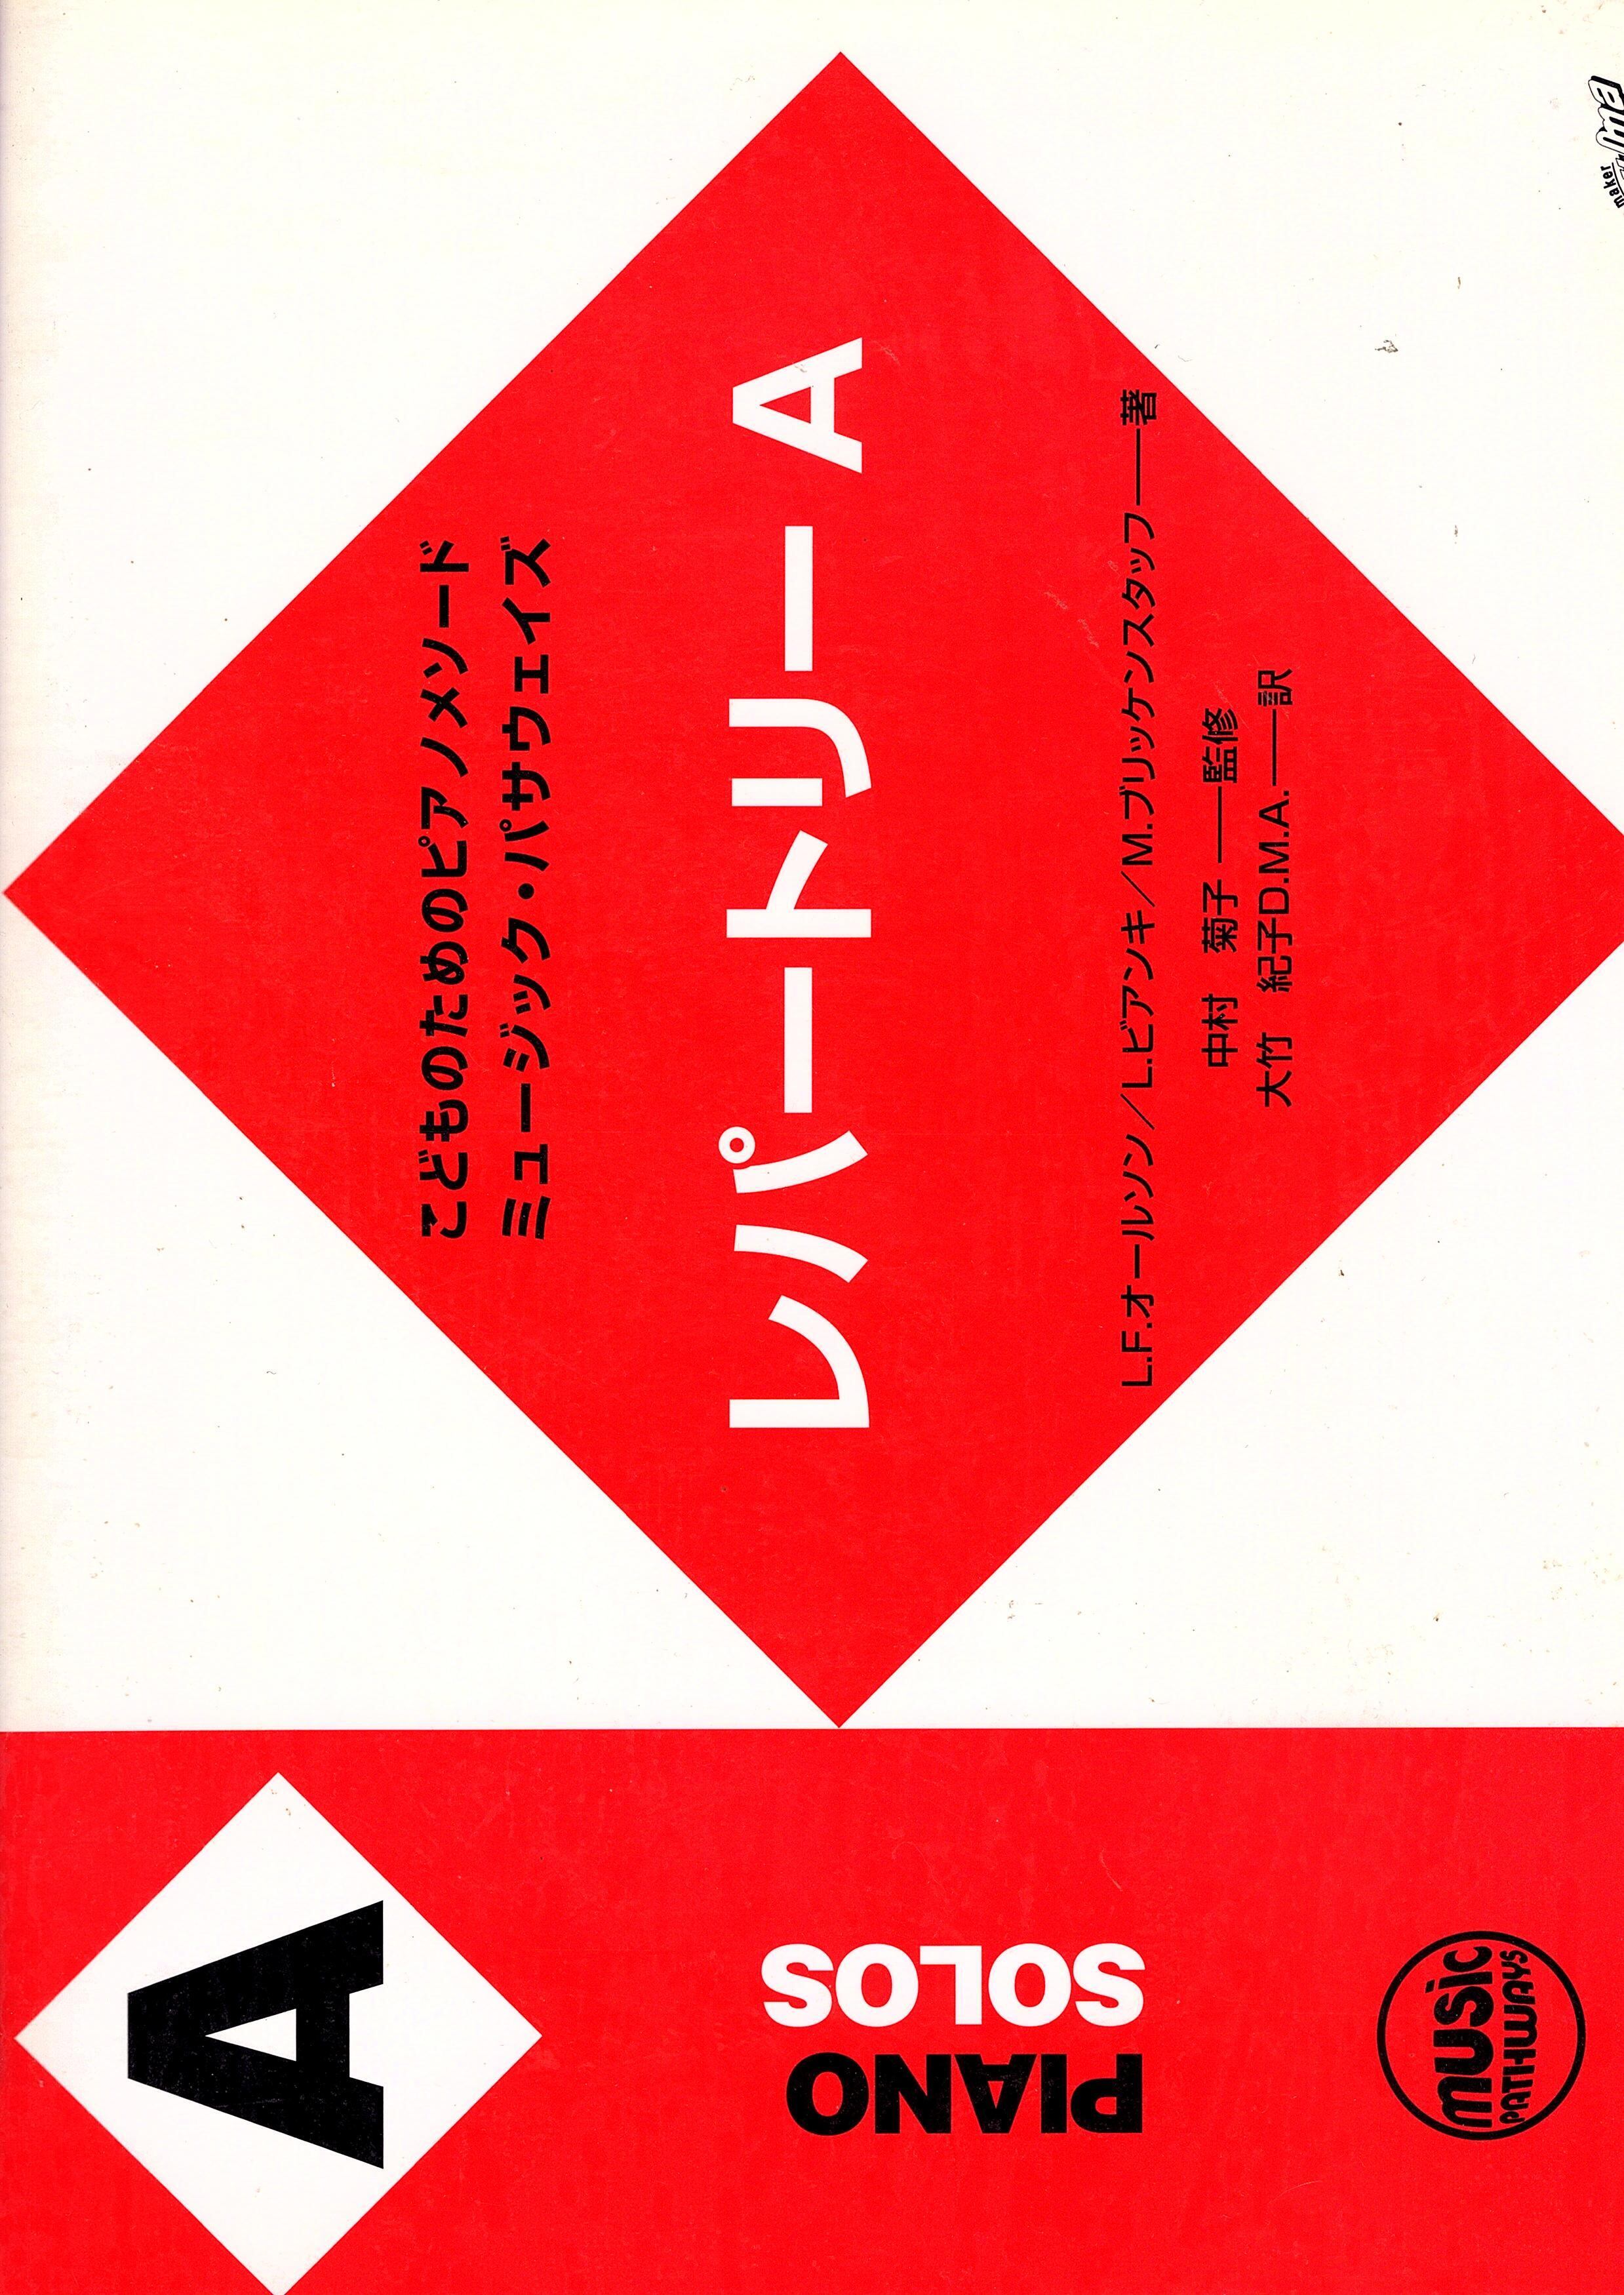 A
PIANO
SOLOS
music
PATHWAYS
こどものためのピアノメソード
ミュージック・パサウェイズ
レパートリー A
L.F.オールソン／L.ビアンキ／M.ブリッケンスタッフ――著
中村 菊子――監修
大竹 紀子D.M.A.――訳
maker